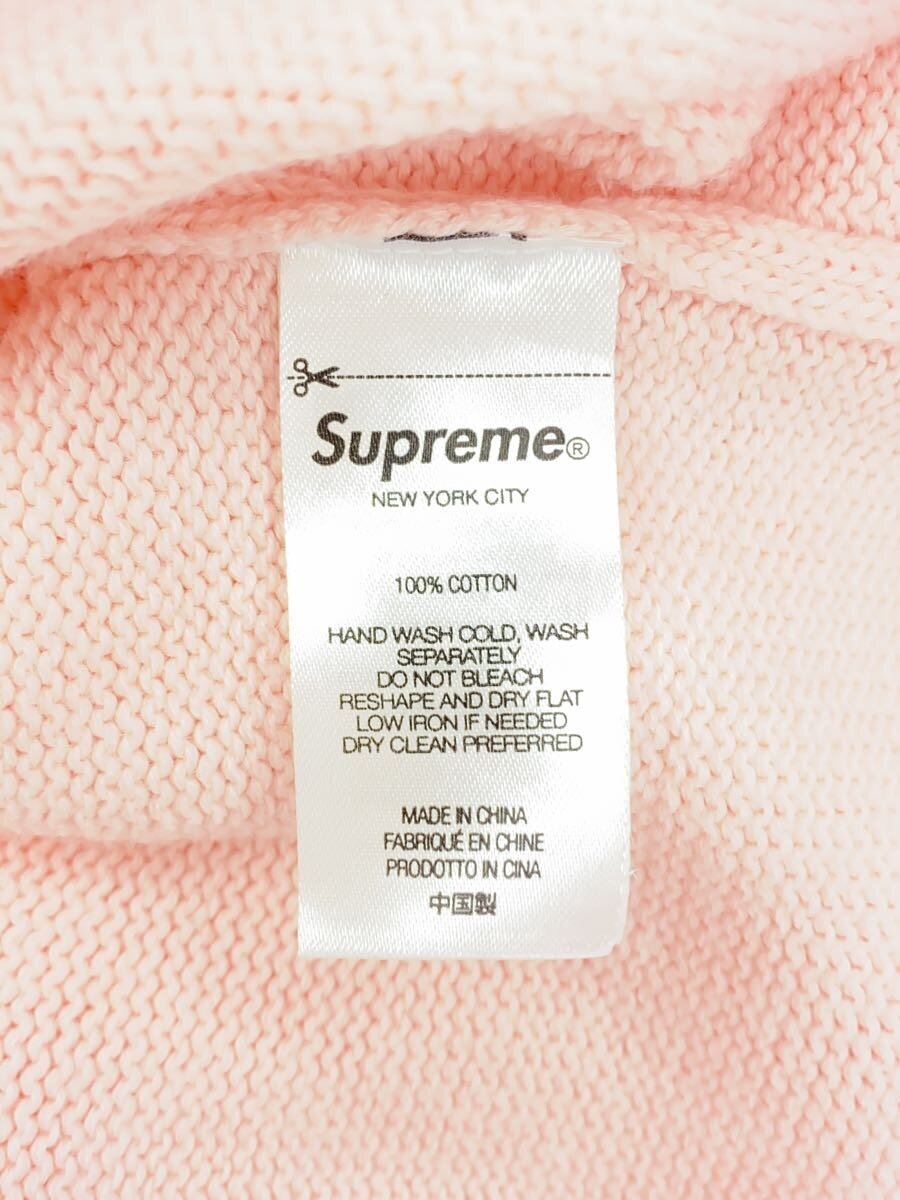 Supreme®
NEW YORK CITY
100% COTTON
HAND WASH COLD, WASH
SEPARATELY
DO NOT BLEACH
RESHAPE AND DRY FLAT
LOW IRON IF NEEDED
DRY CLEAN PREFERRED
MADE IN CHINA
FABRIQUÉ EN CHINE
PRODOTTO IN CINA
中国製